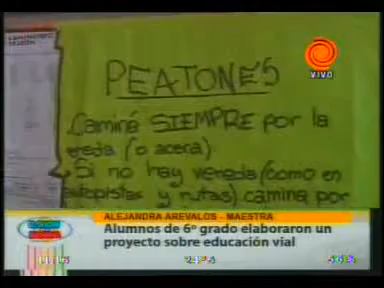 PEATONES
VIVO
Caminá SIEMPRE por la
vereda (o acera)
Si no hay vereda (como en
autopistas y rutas) camina por
ALEJANDRA AREVALOS - MAESTRA
Alumnos de 6º grado elaboraron un
proyecto sobre educación vial